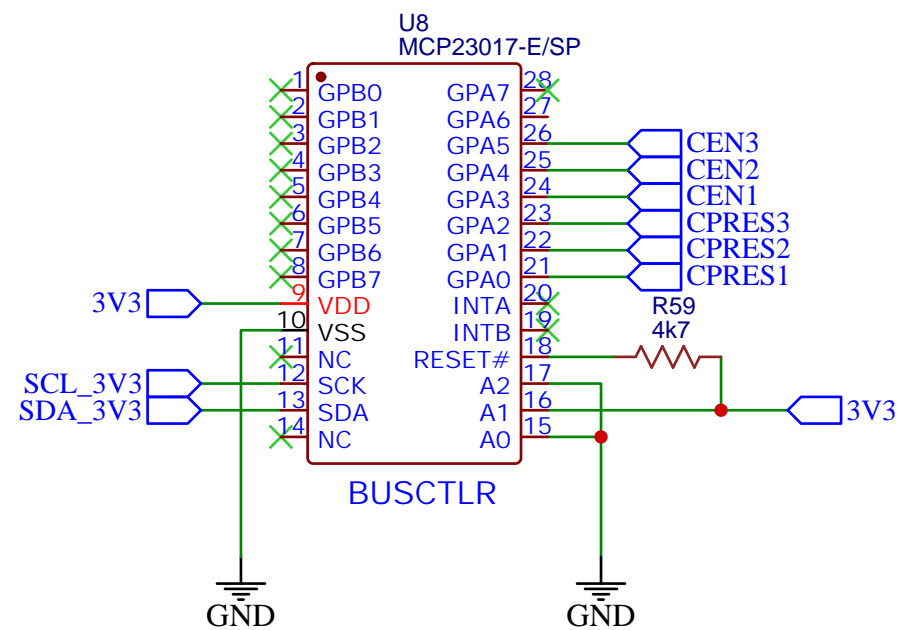 U8
MCP23017-E/SP
1 GPB0 GPA7 28
2 GPB1 GPA6 27
3 GPB2 GPA5 26 CEN3
4 GPB3 GPA4 25 CEN2
5 GPB4 GPA3 24 CEN1
6 GPB5 GPA2 23 CPRES3
7 GPB6 GPA1 22 CPRES2
8 GPB7 GPA0 21 CPRES1
3V3 9 VDD INTA 20 R59
10 VSS INTB 19 4k7
11 NC RESET# 18
SCL_3V3 12 SCK A2 17
SDA_3V3 13 SDA A1 16 3V3
14 NC A0 15
BUSCTLR
GND GND